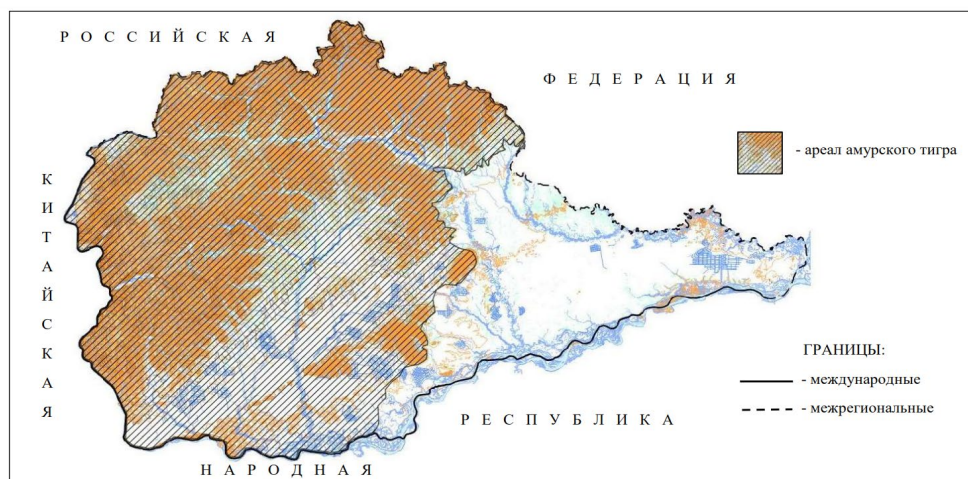 РОССИЙСКАЯ
ФЕДЕРАЦИЯ
- ареал амурского тигра
КИТАЙСКАЯ
ГРАНИЦЫ:
- международные
- межрегиональные
РЕСПУБЛИКА
НАРОДНАЯ